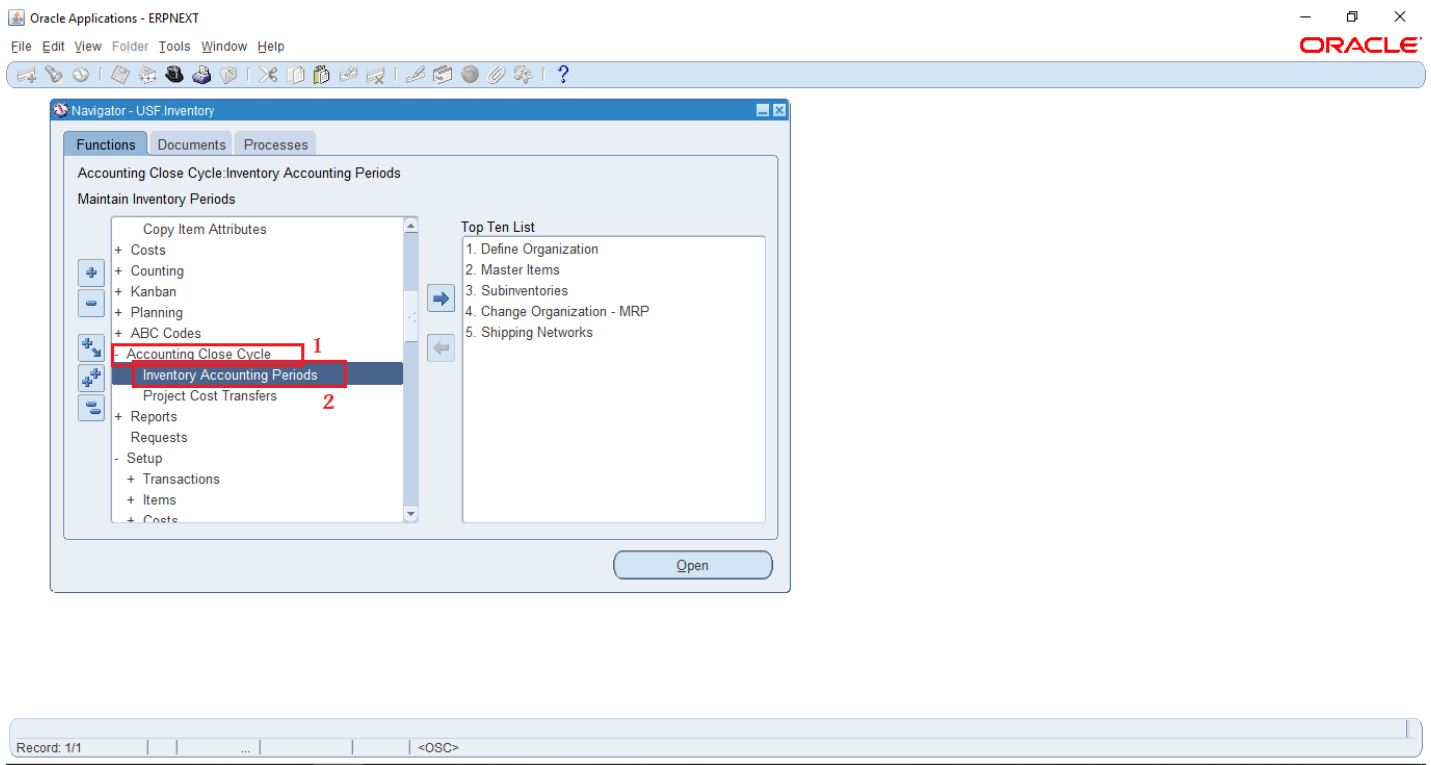 Oracle Applications - ERPNEXT
File Edit View Folder Tools Window Help
ORACLE
Navigator - USF.Inventory
Functions Documents Processes
Accounting Close Cycle:Inventory Accounting Periods
Maintain Inventory Periods
Copy Item Attributes
+ Costs
+ Counting
+ Kanban
+ Planning
+ ABC Codes
- Accounting Close Cycle 1
Inventory Accounting Periods
Project Cost Transfers 2
+ Reports
Requests
- Setup
+ Transactions
+ Items
+ Costs
Top Ten List
1. Define Organization
2. Master Items
3. Subinventories
4. Change Organization - MRP
5. Shipping Networks
Open
Record: 1/1 ... <OSC>